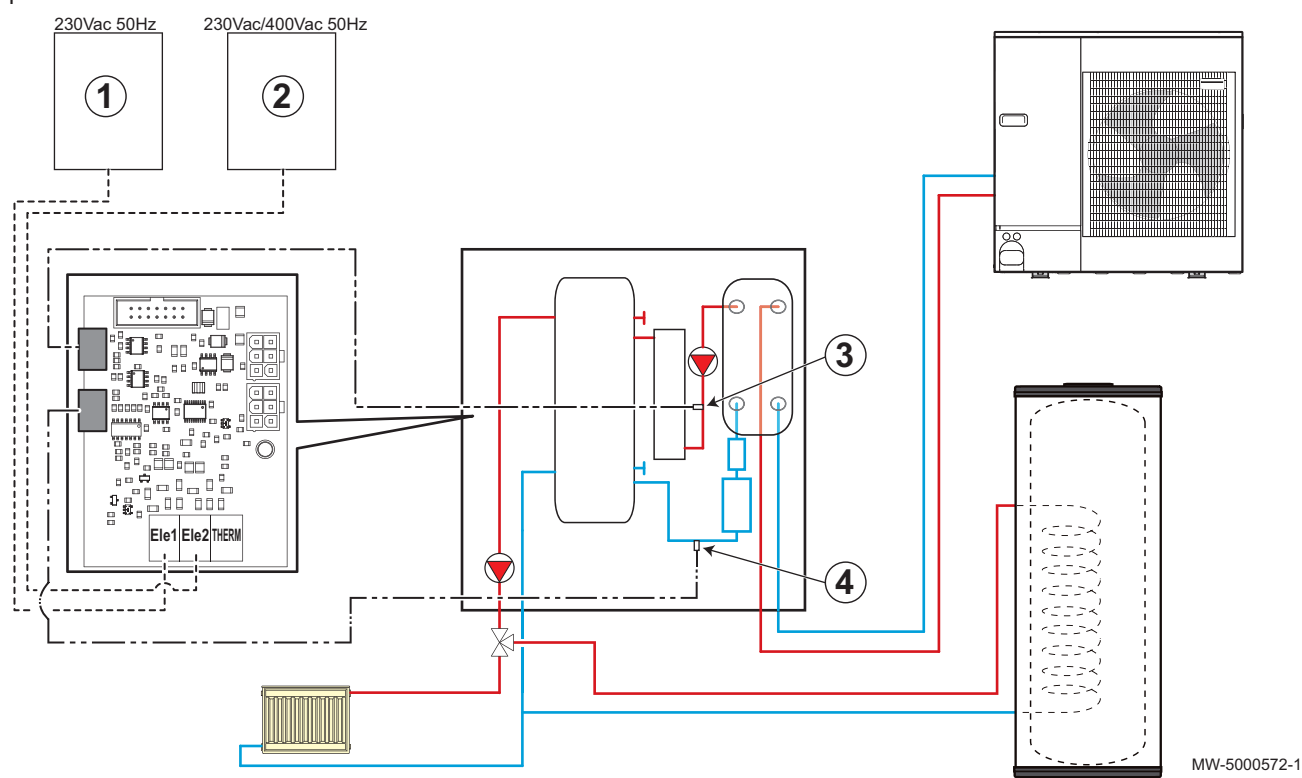 230Vac 50Hz
230Vac/400Vac 50Hz
1
2
3
4
Ele1 Ele2 THERM
MW-5000572-1